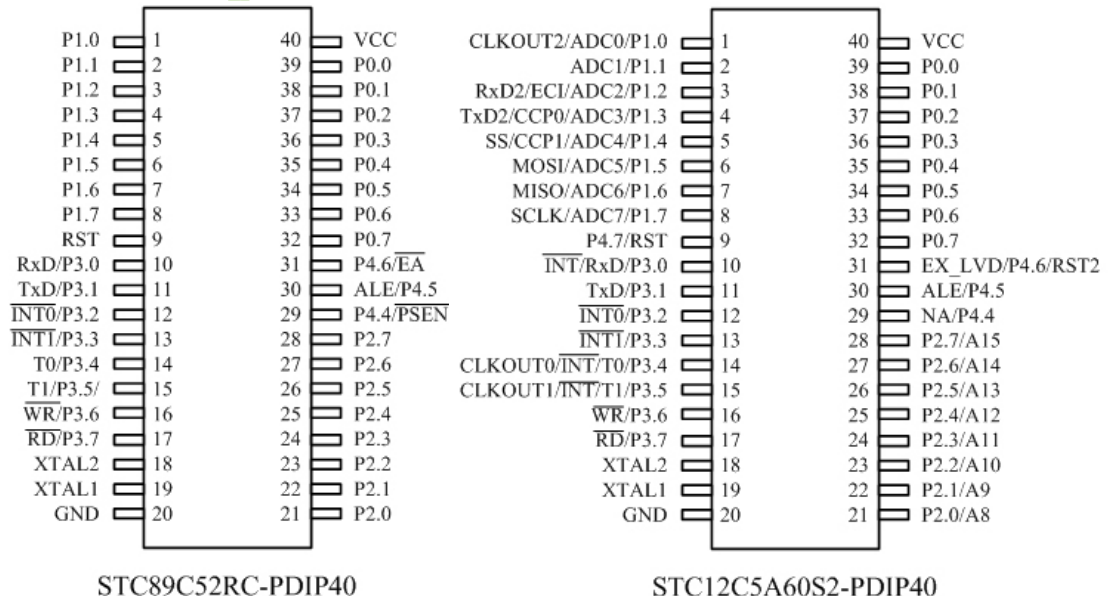 P1.0 1 40 VCC
P1.1 2 39 P0.0
P1.2 3 38 P0.1
P1.3 4 37 P0.2
P1.4 5 36 P0.3
P1.5 6 35 P0.4
P1.6 7 34 P0.5
P1.7 8 33 P0.6
RST 9 32 P0.7
RxD/P3.0 10 31 P4.6/E̅A̅
TxD/P3.1 11 30 ALE/P4.5
I̅N̅T̅0̅/P3.2 12 29 P4.4/P̅S̅E̅N̅
I̅N̅T̅1̅/P3.3 13 28 P2.7
T0/P3.4 14 27 P2.6
T1/P3.5/ 15 26 P2.5
W̅R̅/P3.6 16 25 P2.4
R̅D̅/P3.7 17 24 P2.3
XTAL2 18 23 P2.2
XTAL1 19 22 P2.1
GND 20 21 P2.0
STC89C52RC-PDIP40
CLKOUT2/ADC0/P1.0 1 40 VCC
ADC1/P1.1 2 39 P0.0
RxD2/ECI/ADC2/P1.2 3 38 P0.1
TxD2/CCP0/ADC3/P1.3 4 37 P0.2
SS/CCP1/ADC4/P1.4 5 36 P0.3
MOSI/ADC5/P1.5 6 35 P0.4
MISO/ADC6/P1.6 7 34 P0.5
SCLK/ADC7/P1.7 8 33 P0.6
P4.7/RST 9 32 P0.7
I̅N̅T̅/RxD/P3.0 10 31 EX_LVD/P4.6/RST2
TxD/P3.1 11 30 ALE/P4.5
I̅N̅T̅0̅/P3.2 12 29 NA/P4.4
I̅N̅T̅1̅/P3.3 13 28 P2.7/A15
CLKOUT0/I̅N̅T̅/T0/P3.4 14 27 P2.6/A14
CLKOUT1/I̅N̅T̅/T1/P3.5 15 26 P2.5/A13
W̅R̅/P3.6 16 25 P2.4/A12
R̅D̅/P3.7 17 24 P2.3/A11
XTAL2 18 23 P2.2/A10
XTAL1 19 22 P2.1/A9
GND 20 21 P2.0/A8
STC12C5A60S2-PDIP40